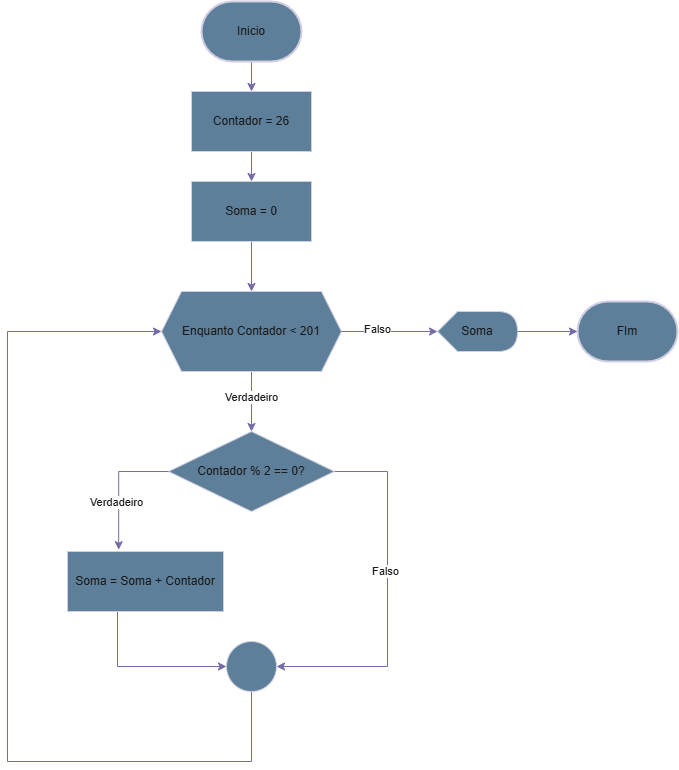 Inicio
Contador = 26
Soma = 0
Enquanto Contador < 201
Falso
Soma
FIm
Verdadeiro
Contador % 2 == 0?
Verdadeiro
Falso
Soma = Soma + Contador